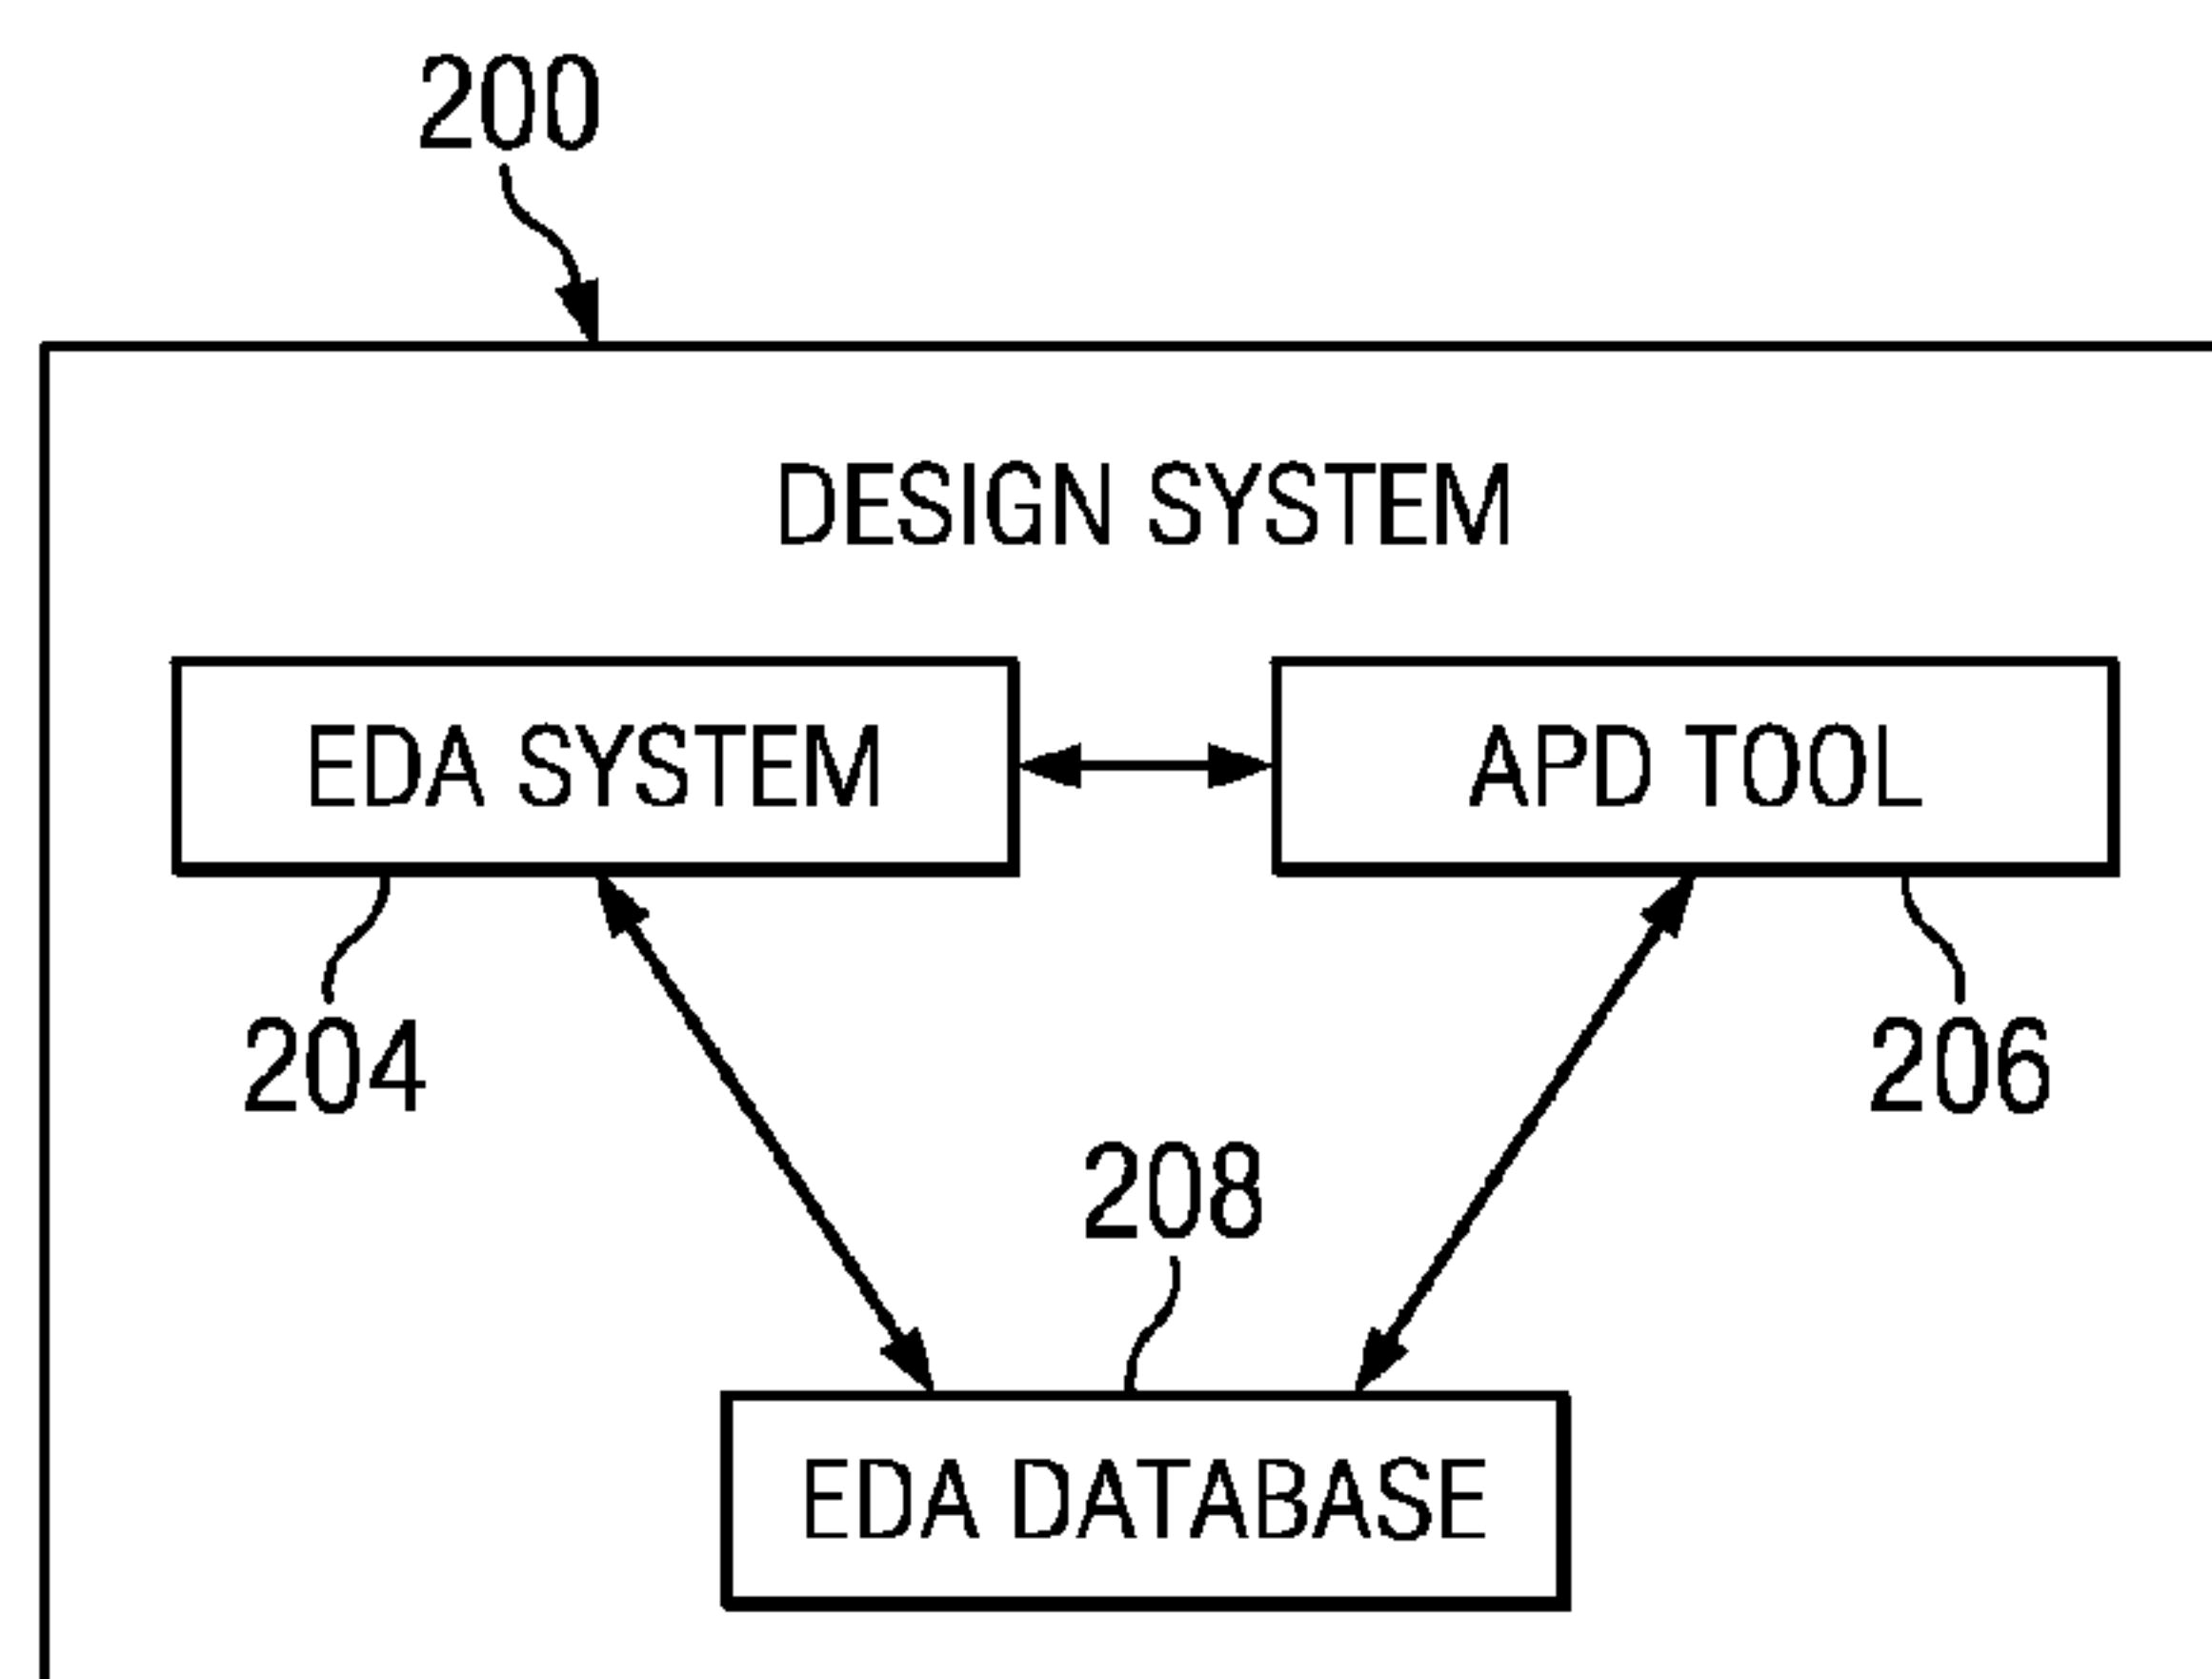 200
DESIGN SYSTEM
EDA SYSTEM
APD TOOL
204
206
208
EDA DATABASE